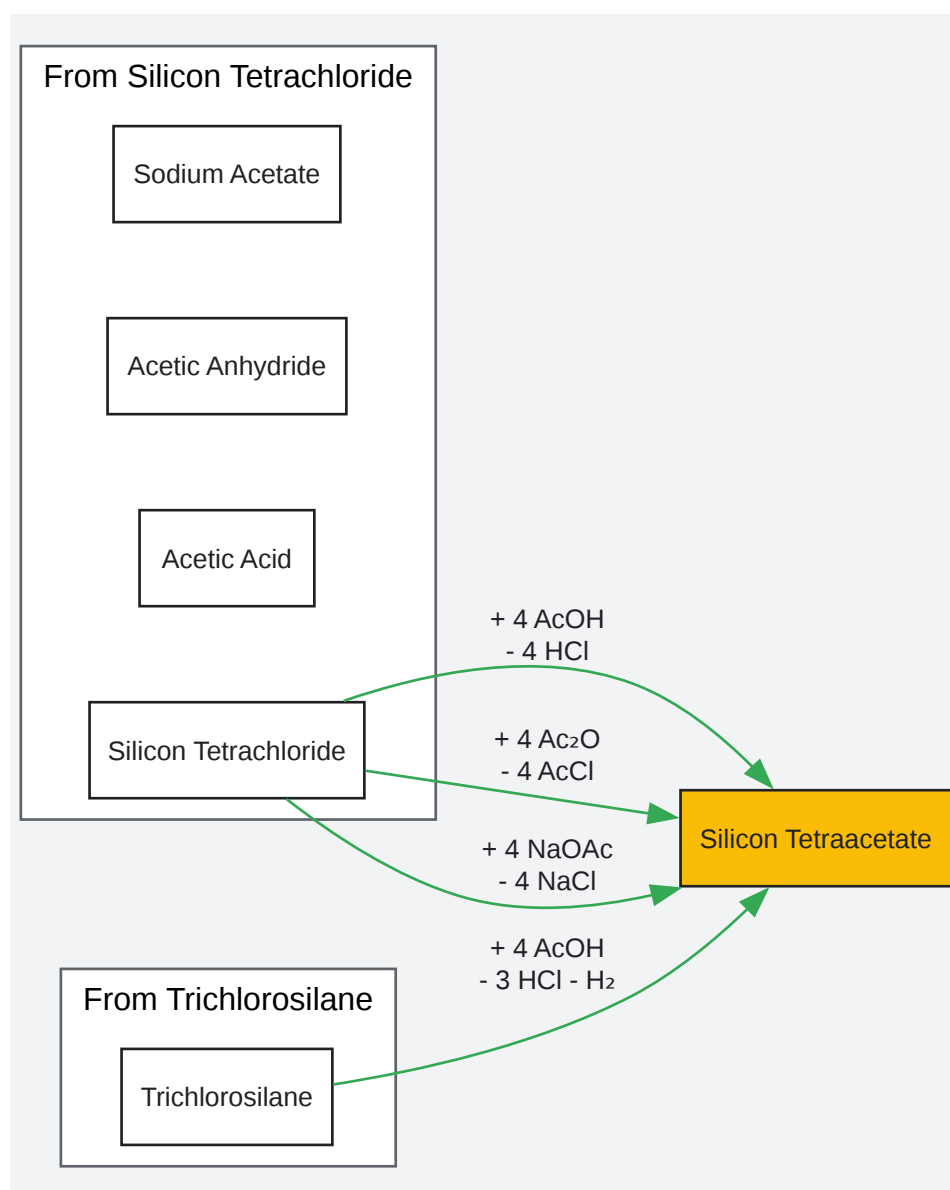 From Silicon Tetrachloride
Sodium Acetate
Acetic Anhydride
Acetic Acid
+ 4 AcOH
- 4 HCl
Silicon Tetrachloride
+ 4 Ac₂O
- 4 AcCl
Silicon Tetraacetate
+ 4 NaOAc
- 4 NaCl
+ 4 AcOH
- 3 HCl - H₂
From Trichlorosilane
Trichlorosilane